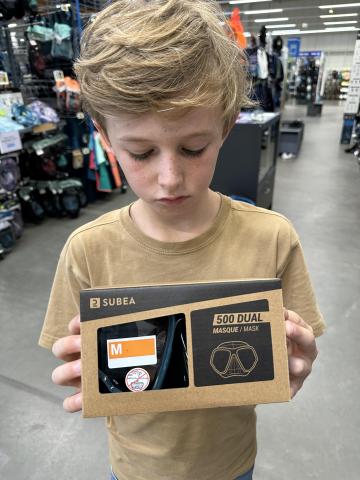 SUBEA
500 DUAL
MASQUE / MASK
M